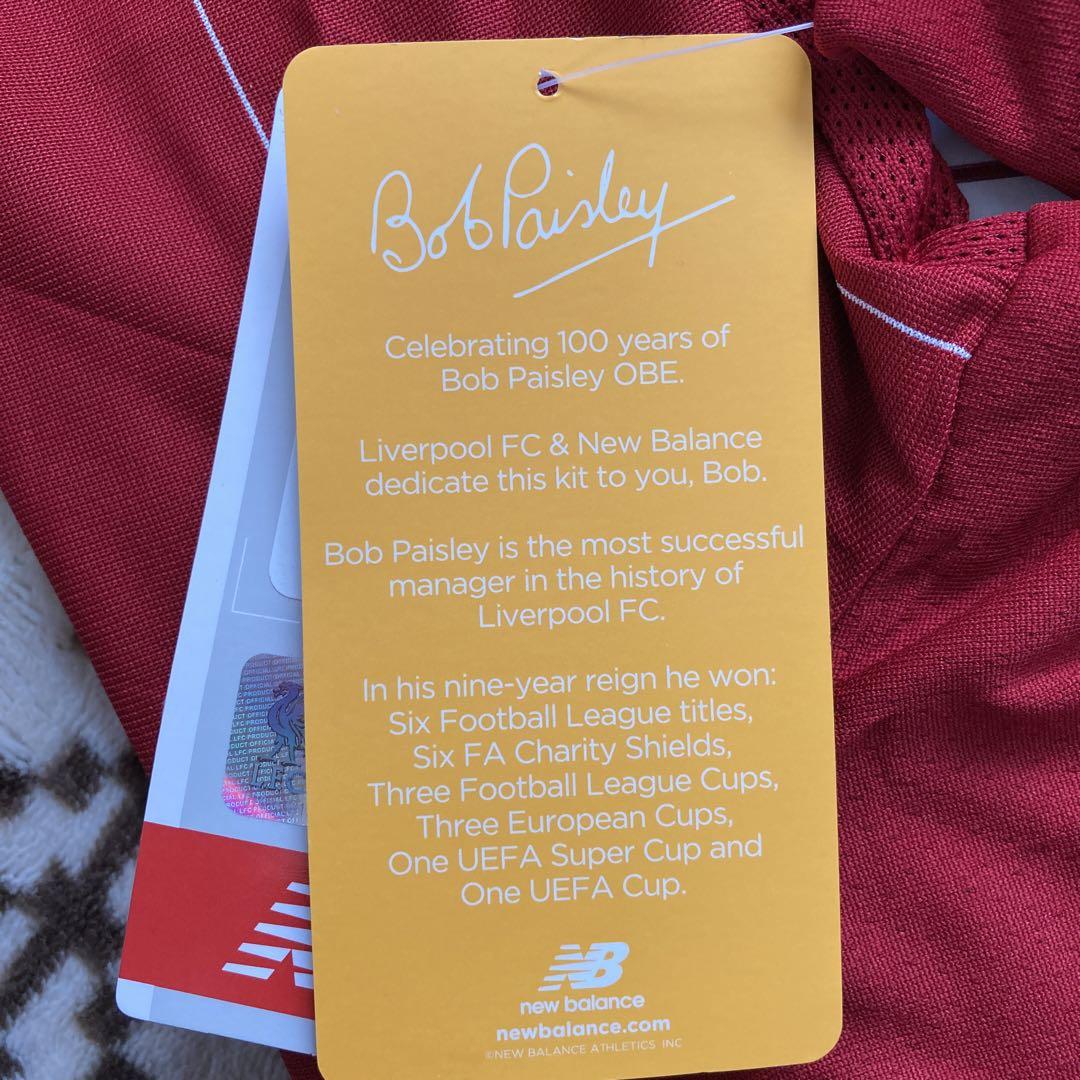 Bob Paisley
Celebrating 100 years of
Bob Paisley OBE.
Liverpool FC & New Balance
dedicate this kit to you, Bob.
Bob Paisley is the most successful
manager in the history of
Liverpool FC.
In his nine-year reign he won:
Six Football League titles,
Six FA Charity Shields,
Three Football League Cups,
Three European Cups,
One UEFA Super Cup and
One UEFA Cup.
NB
new balance
newbalance.com
©NEW BALANCE ATHLETICS INC